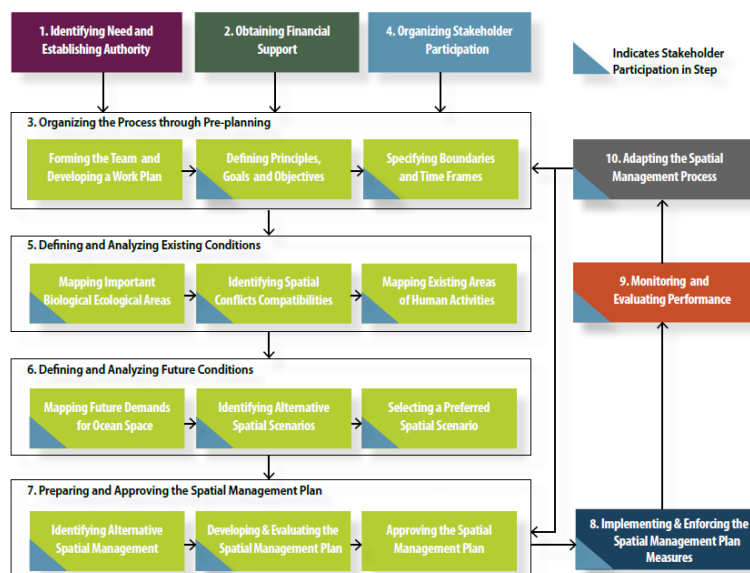 1. Identifying Need and
Establishing Authority
2. Obtaining Financial
Support
4. Organizing Stakeholder
Participation
Indicates Stakeholder
Participation in Step
3. Organizing the Process through Pre-planning
Forming the Team and
Developing a Work Plan
Defining Principles,
Goals and Objectives
Specifying Boundaries
and Time Frames
10. Adapting the Spatial
Management Process
5. Defining and Analyzing Existing Conditions
Mapping Important
Biological Ecological Areas
Identifying Spatial
Conflicts Compatibilities
Mapping Existing Areas
of Human Activities
9. Monitoring and
Evaluating Performance
6. Defining and Analyzing Future Conditions
Mapping Future Demands
for Ocean Space
Identifying Alternative
Spatial Scenarios
Selecting a Preferred
Spatial Scenario
7. Preparing and Approving the Spatial Management Plan
Identifying Alternative
Spatial Management
Developing & Evaluating the
Spatial Management Plan
Approving the Spatial
Management Plan
8. Implementing & Enforcing the
Spatial Management Plan
Measures